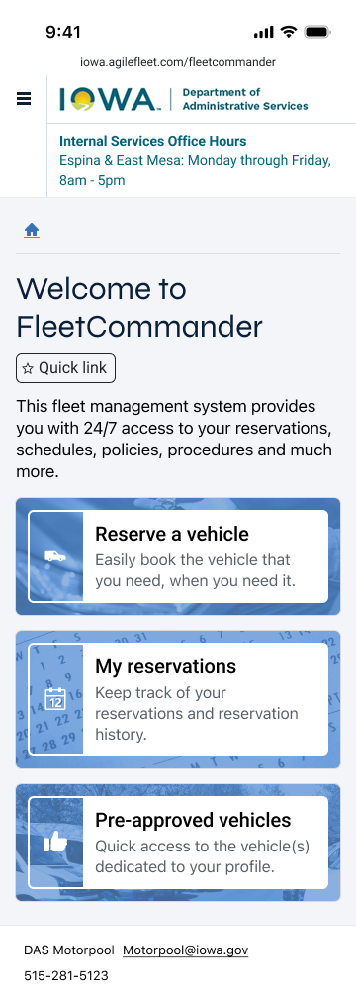 9:41
iowa.agilefleet.com/fleetcommander
IOWA™ Department of
Administrative Services
Internal Services Office Hours
Espina & East Mesa: Monday through Friday,
8am - 5pm
Welcome to
FleetCommander
Quick link
This fleet management system provides
you with 24/7 access to your reservations,
schedules, policies, procedures and much
more.
Reserve a vehicle
Easily book the vehicle that
you need, when you need it.
My reservations
12
Keep track of your
reservations and reservation
history.
Pre-approved vehicles
Quick access to the vehicle(s)
dedicated to your profile.
DAS Motorpool Motorpool@iowa.gov
515-281-5123